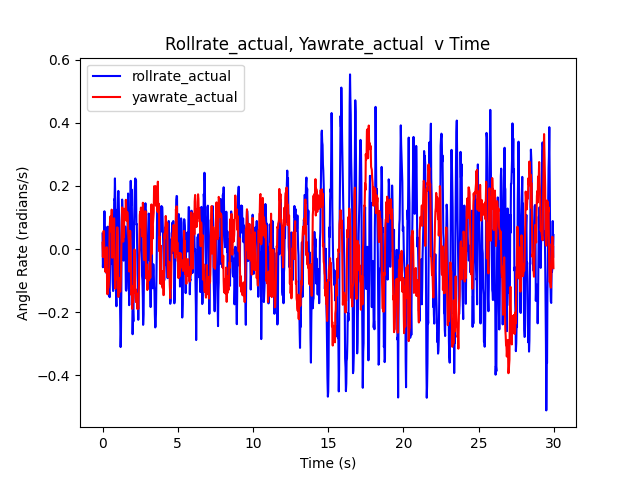 Rollrate_actual, Yawrate_actual  v Time
rollrate_actual
yawrate_actual
Angle Rate (radians/s)
0.6
0.4
0.2
0.0
−0.2
−0.4
0 5 10 15 20 25 30
Time (s)